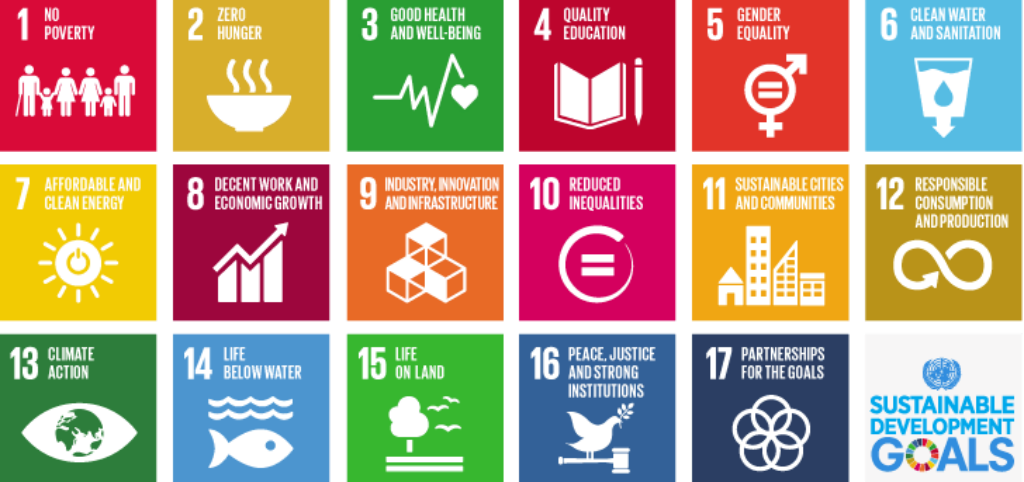 1 NO
POVERTY
2 ZERO
HUNGER
3 GOOD HEALTH
AND WELL-BEING
4 QUALITY
EDUCATION
5 GENDER
EQUALITY
6 CLEAN WATER
AND SANITATION
7 AFFORDABLE AND
CLEAN ENERGY
8 DECENT WORK AND
ECONOMIC GROWTH
9 INDUSTRY, INNOVATION
AND INFRASTRUCTURE
10 REDUCED
INEQUALITIES
11 SUSTAINABLE CITIES
AND COMMUNITIES
12 RESPONSIBLE
CONSUMPTION
AND PRODUCTION
13 CLIMATE
ACTION
14 LIFE
BELOW WATER
15 LIFE
ON LAND
16 PEACE, JUSTICE
AND STRONG
INSTITUTIONS
17 PARTNERSHIPS
FOR THE GOALS
SUSTAINABLE
DEVELOPMENT
GOALS